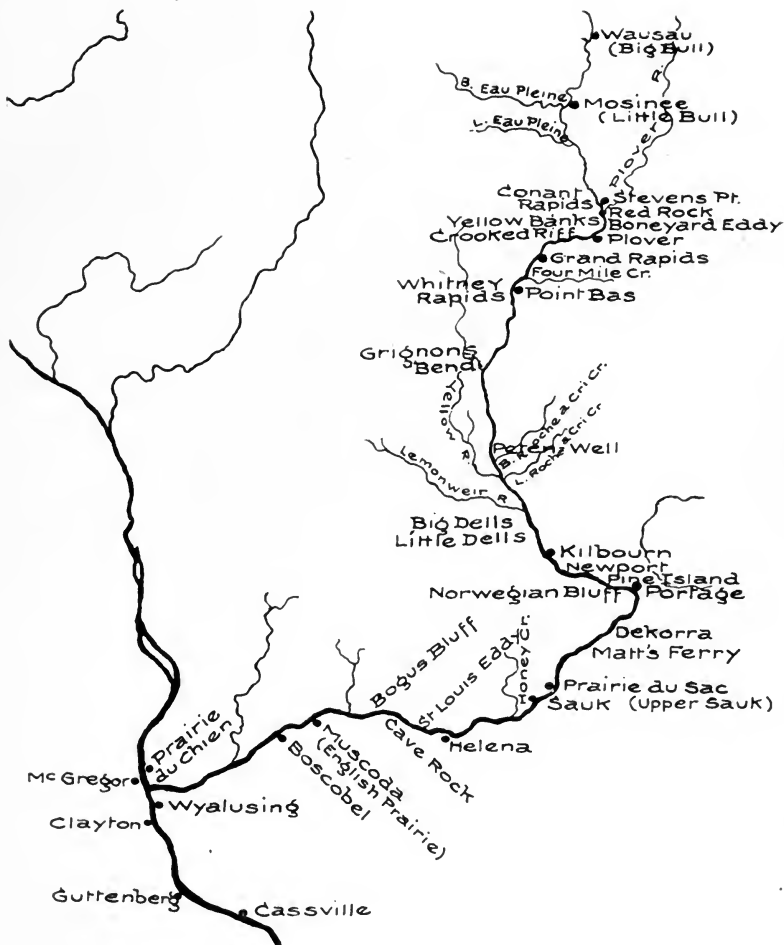 Wausau
(Big Bull)
B. Eau Pleine
Mosinee
(Little Bull)
L. Eau Pleine
Plover R.
Conant
Rapids
Stevens Pt.
Red Rock
Yellow Banks
Boneyard Eddy
Crooked Riff
Plover
Grand Rapids
Four Mile Cr.
Whitney
Rapids
Point Bas
Grignons
Bend
Yellow R.
B. Roche a Cri Cr.
L. Roche a Cri Cr
Peten Well
Lemonweir R
Big Dells
Little Dells
Kilbourn
Newport
Pine Island
Norwegian Bluff
Portage
Dekorra
Matt's Ferry
Honey Cr.
St Louis Eddy
Bogus Bluff
Prairie du Sac
Sauk (Upper Sauk)
Helena
Cave Rock
Muscoda
(English Prairie)
Boscobel
Prairie
du Chien
McGregor
Wyalusing
Clayton
Guttenberg
Cassville